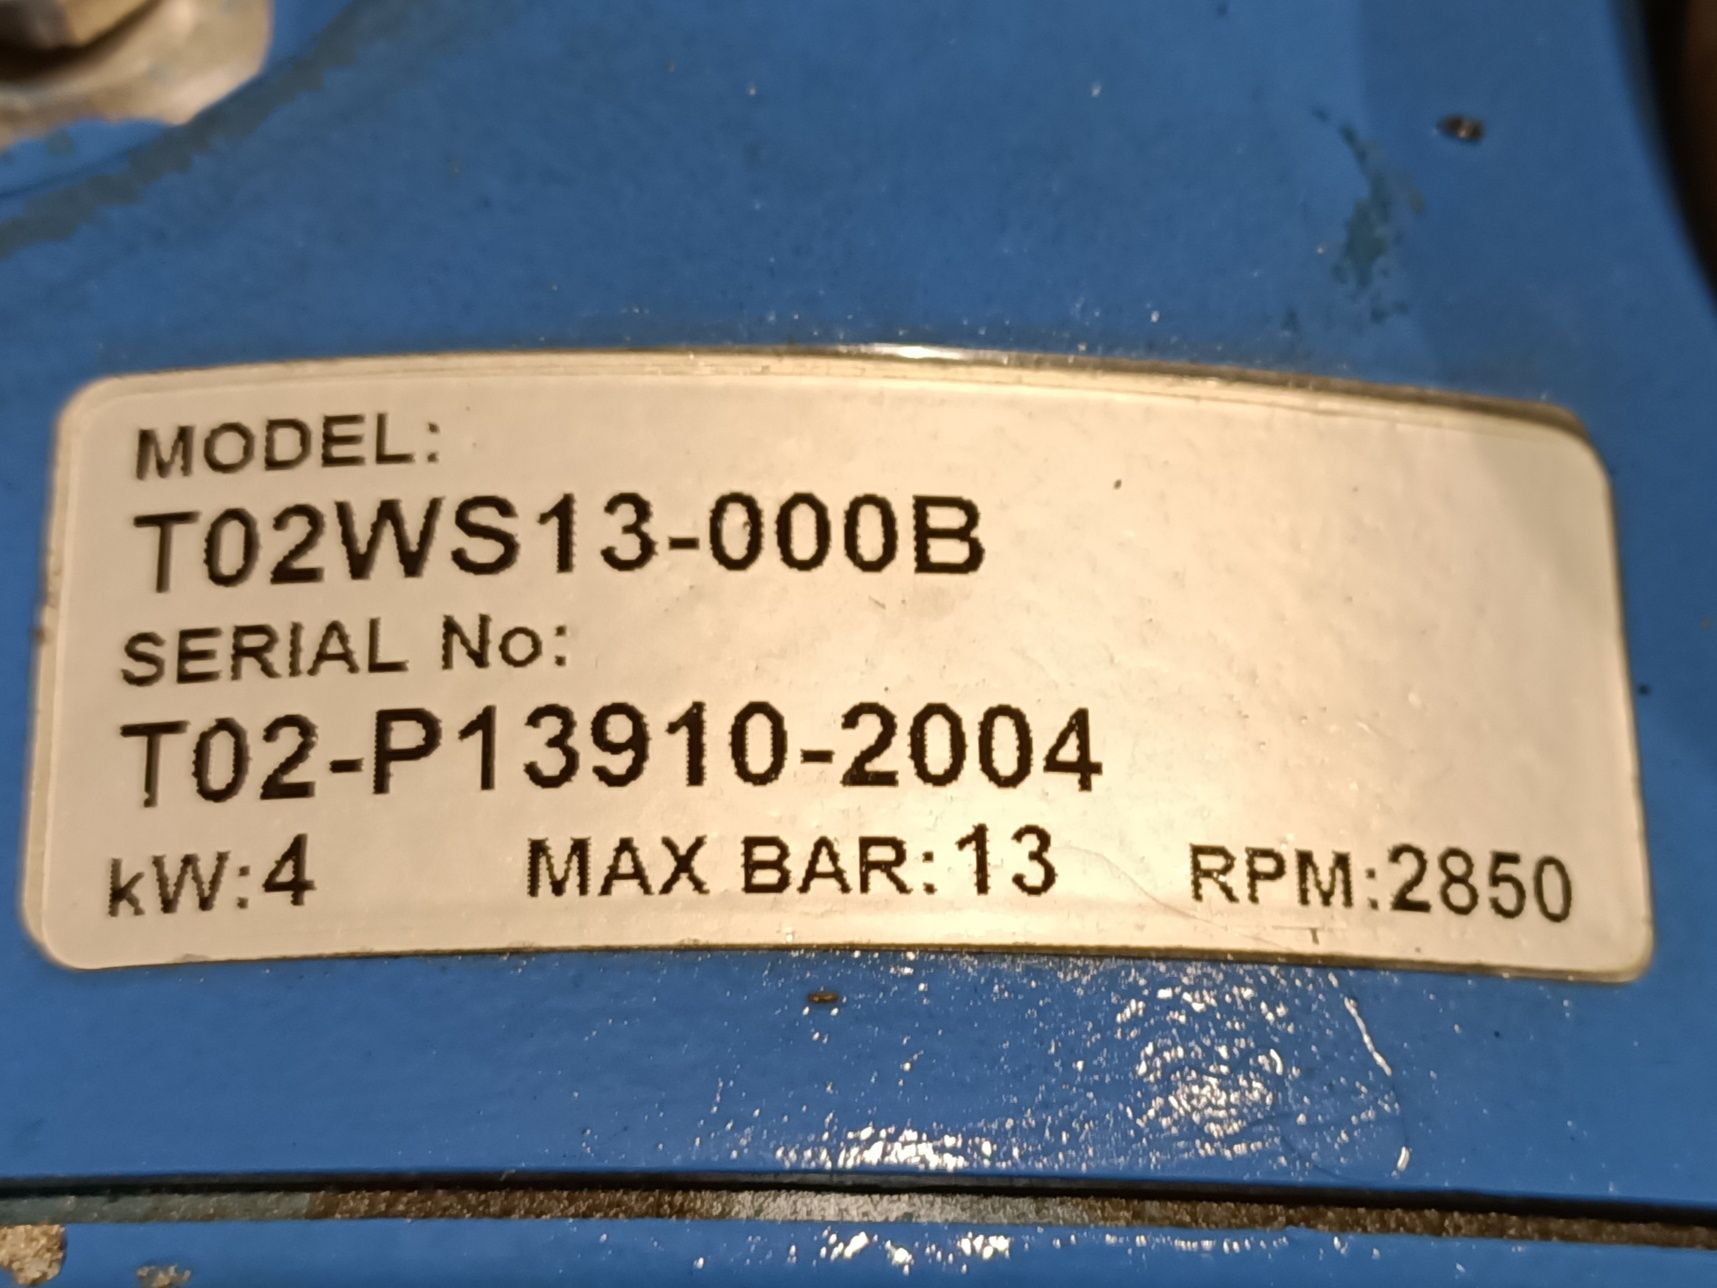 MODEL:
T02WS13-000B
SERIAL No:
T02-P13910-2004
kW:4 MAX BAR:13 RPM:2850